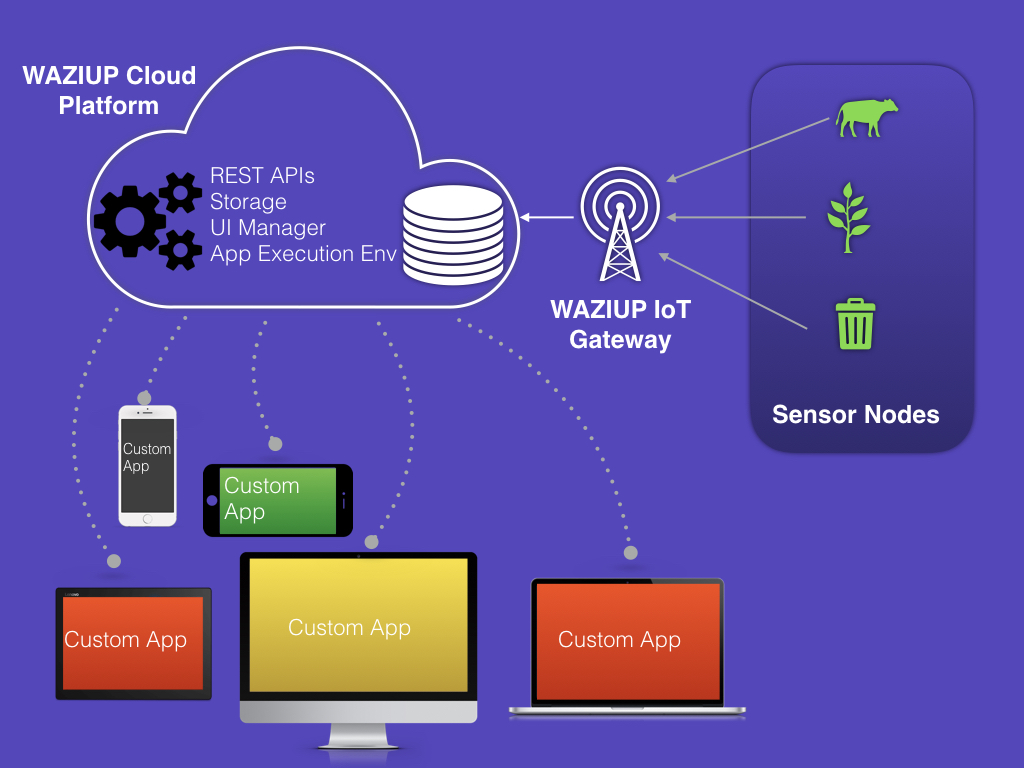 WAZIUP Cloud
Platform
REST APIs
Storage
UI Manager
App Execution Env
WAZIUP IoT
Gateway
Sensor Nodes
Custom
App
Custom
App
Custom App
Custom App
Custom App